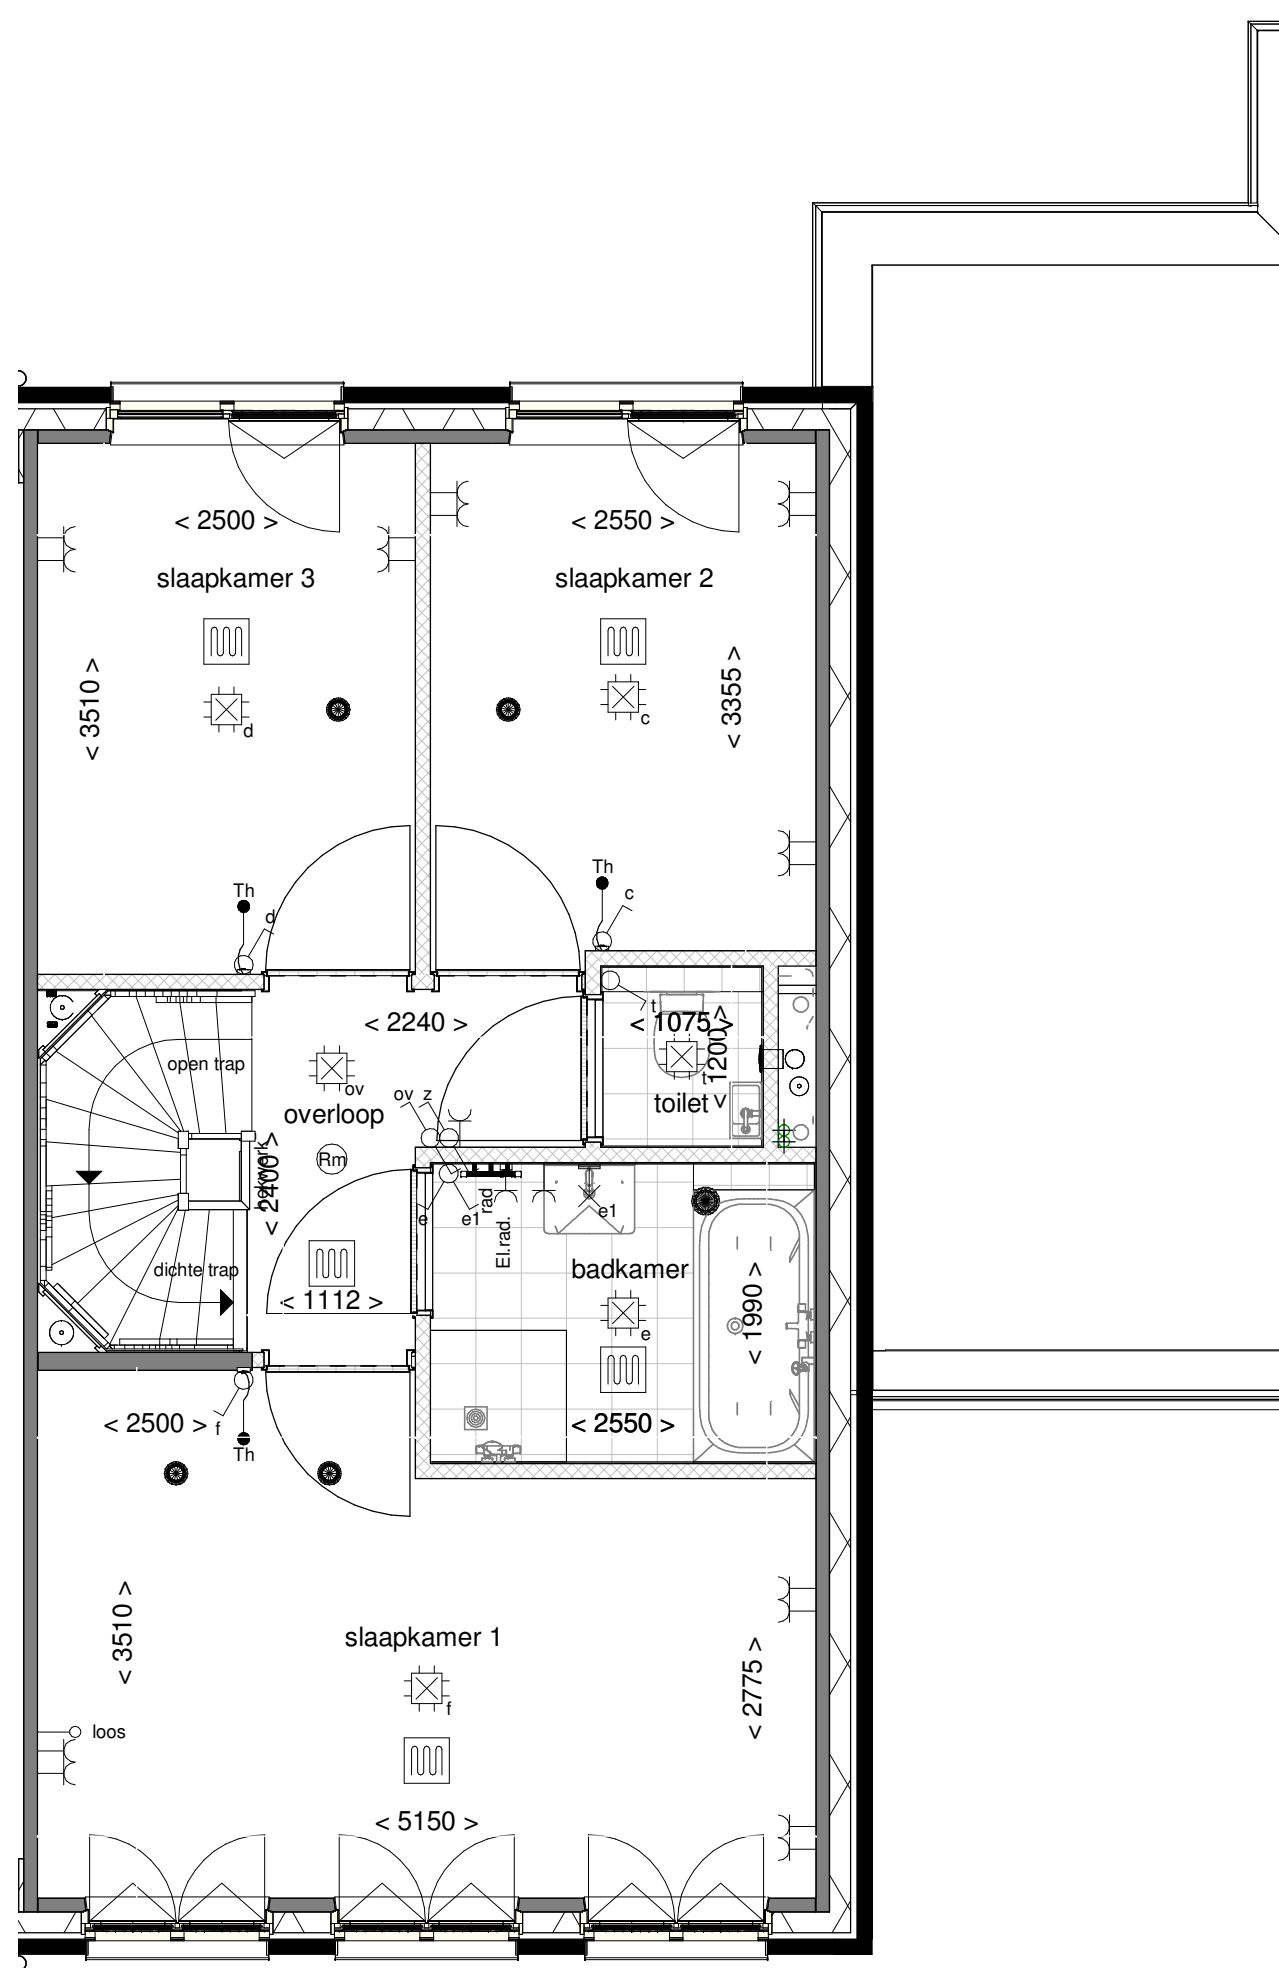 < 2500 >
< 2550 >
slaapkamer 3
slaapkamer 2
< 3510 >
< 3355 >
d
c
Th
Th
d
c
< 2240 >
t
< 1075 >
< 1200 >
t
toilet
open trap
ov
overloop
ov z
Rm
hekwerk
< 2400 >
e
e1
rad
El.rad.
e1
dichte trap
badkamer
< 1112 >
e
< 1990 >
< 2500 >
f
Th
< 2550 >
< 3510 >
slaapkamer 1
< 2775 >
f
loos
< 5150 >